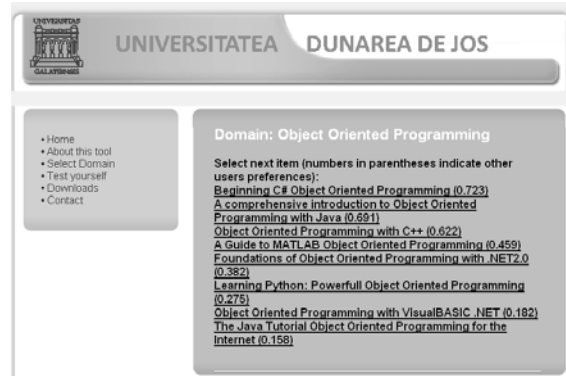 UNIVERSITAS
GALATIENSIS
UNIVERSITATEA DUNAREA DE JOS
• Home
• About this tool
• Select Domain
• Test yourself
• Downloads
• Contact
Domain: Object Oriented Programming
Select next item (numbers in parentheses indicate other
users preferences):
Beginning C# Object Oriented Programming (0.723)
A comprehensive introduction to Object Oriented
Programming with Java (0.691)
Object Oriented Programming with C++ (0.622)
A Guide to MATLAB Object Oriented Programming (0.459)
Foundations of Object Oriented Programming with .NET2.0
(0.382)
Learning Python: Powerfull Object Oriented Programming
(0.275)
Object Oriented Programming with VisualBASIC .NET (0.182)
The Java Tutorial Object Oriented Programming for the
Internet (0.158)